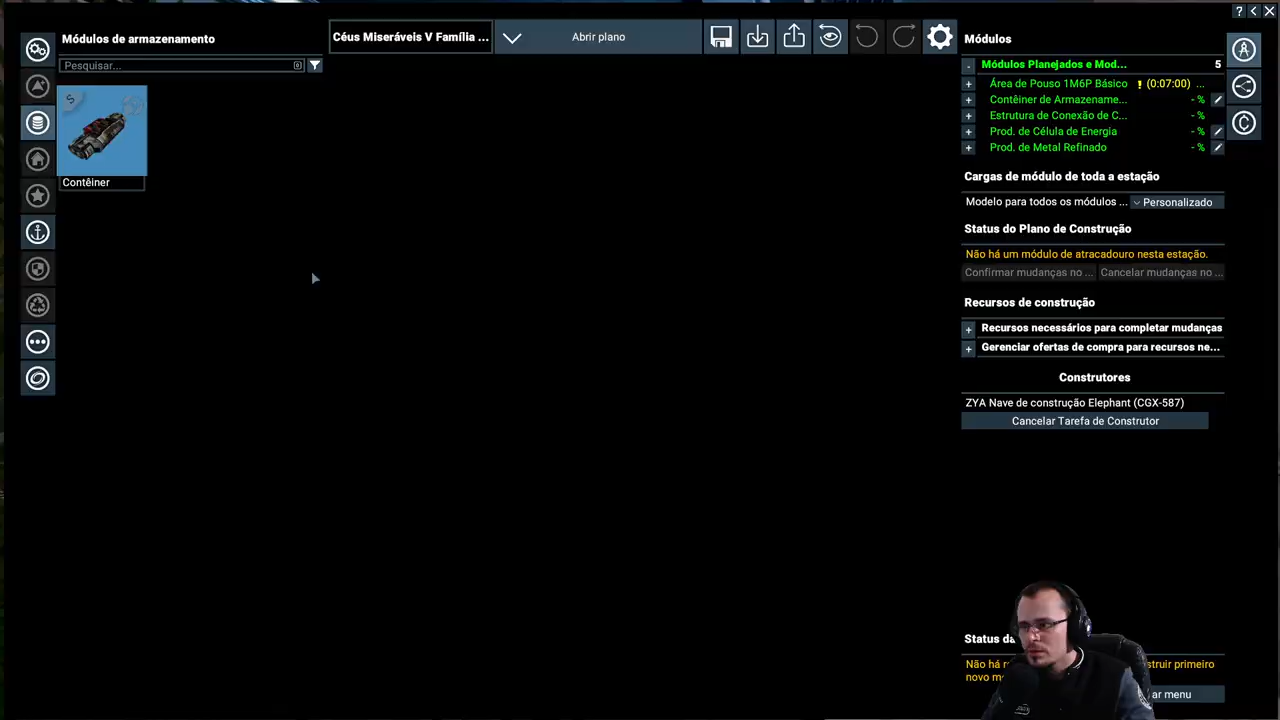 ? < X
Módulos de armazenamento
Pesquisar...
$
Contêiner
Céus Miseráveis V Família ...
Abrir plano
Módulos
- Módulos Planejados e Mod... 5
+ Área de Pouso 1M6P Básico ! (0:07:00) ...
+ Contêiner de Armazename... - %
+ Estrutura de Conexão de C... - %
+ Prod. de Célula de Energia - %
+ Prod. de Metal Refinado - %
Cargas de módulo de toda a estação
Modelo para todos os módulos ... Personalizado
Status do Plano de Construção
Não há um módulo de atracadouro nesta estação.
Confirmar mudanças no ... Cancelar mudanças no ...
Recursos de construção
+ Recursos necessários para completar mudanças
+ Gerenciar ofertas de compra para recursos ne...
Construtores
ZYA Nave de construção Elephant (CGX-587)
Cancelar Tarefa de Construtor
Status da
Não há struir primeiro
novo ar menu